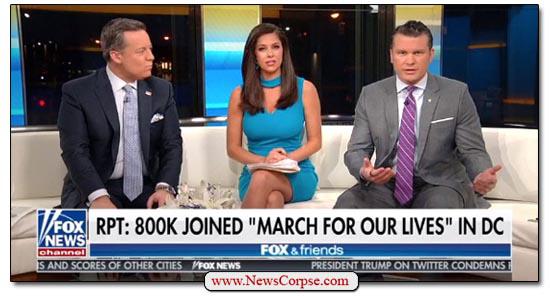 FOX
NEWS
channel
RPT: 800K JOINED "MARCH FOR OUR LIVES" IN DC
FOX & friends
IS AND SCORES OF OTHER CITIES FOX NEWS PRESIDENT TRUMP ON TWITTER CONDEMNS
www.NewsCorpse.com